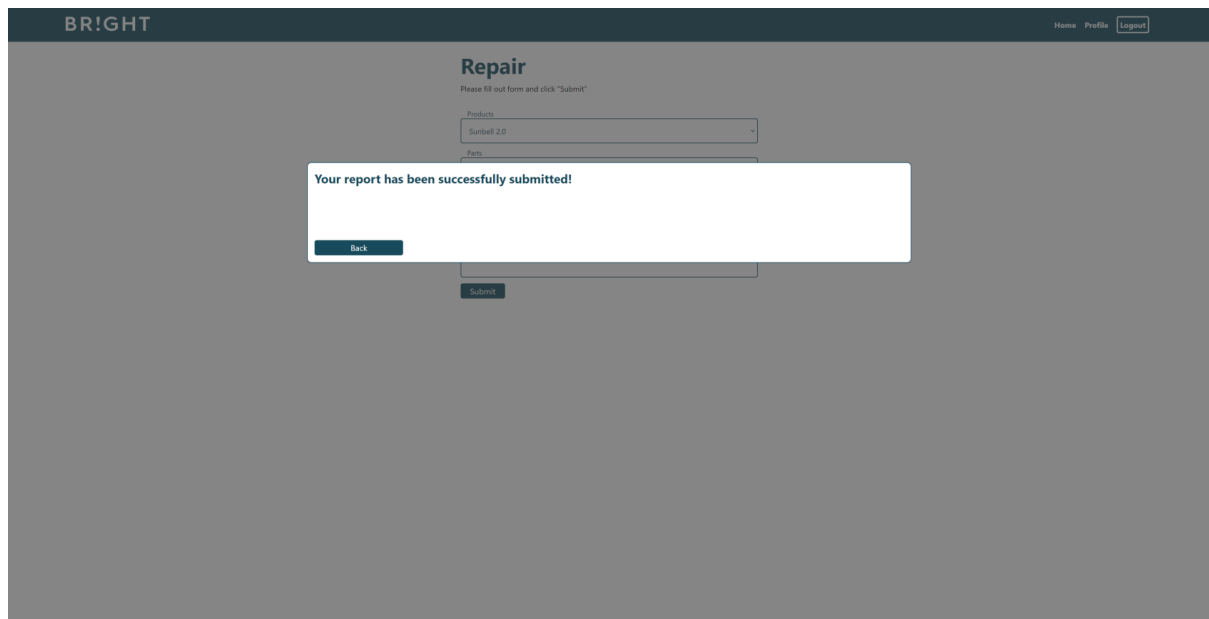 BR!GHT
Home Profile Logout
Repair
Please fill out form and click "Submit"
Products
Sunbell 2.0
Parts
Your report has been successfully submitted!
Back
Submit